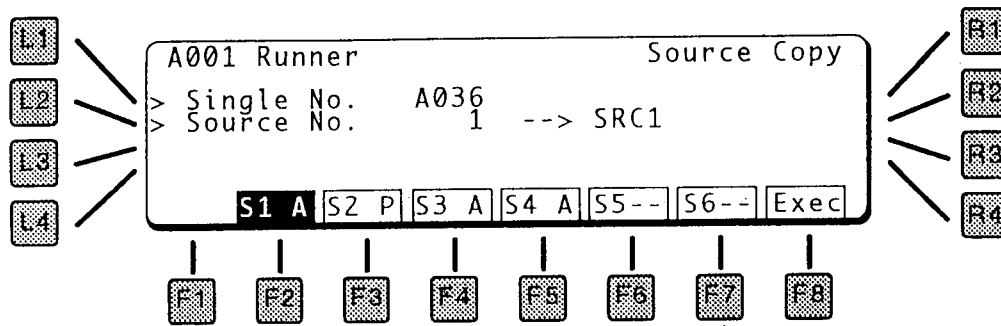 L1
L2
L3
L4
A001 Runner Source Copy
> Single No. A036
> Source No. 1 --> SRC1
S1 A S2 P S3 A S4 A S5-- S6-- Exec
R1
R2
R3
R4
F1 F2 F3 F4 F5 F6 F7 F8